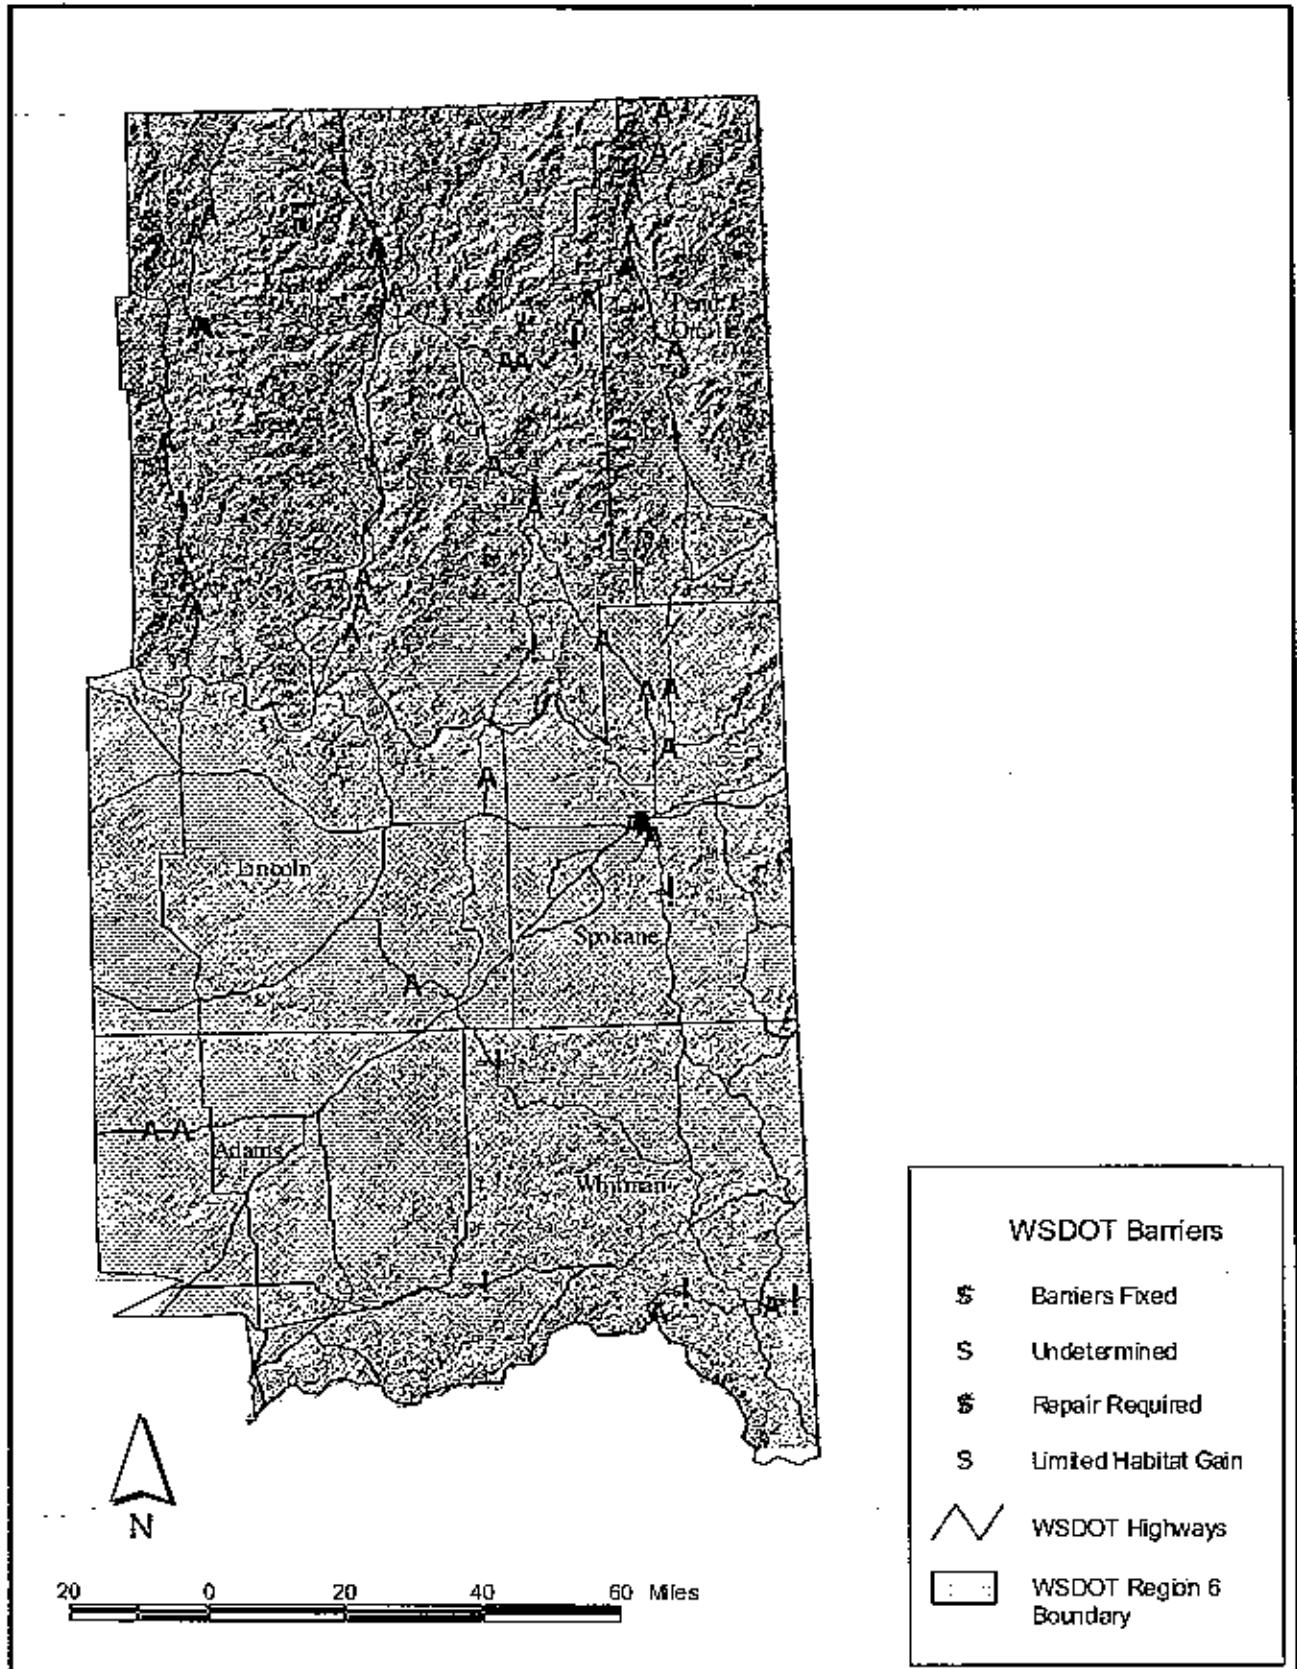 Pend
Lincoln
Spokane
Adams
Whitman
WSDOT Barriers
S Barriers Fixed
S Undetermined
S Repair Required
S Limited Habitat Gain
WSDOT Highways
WSDOT Region 6
Boundary
N
20 0 20 40 60 Miles